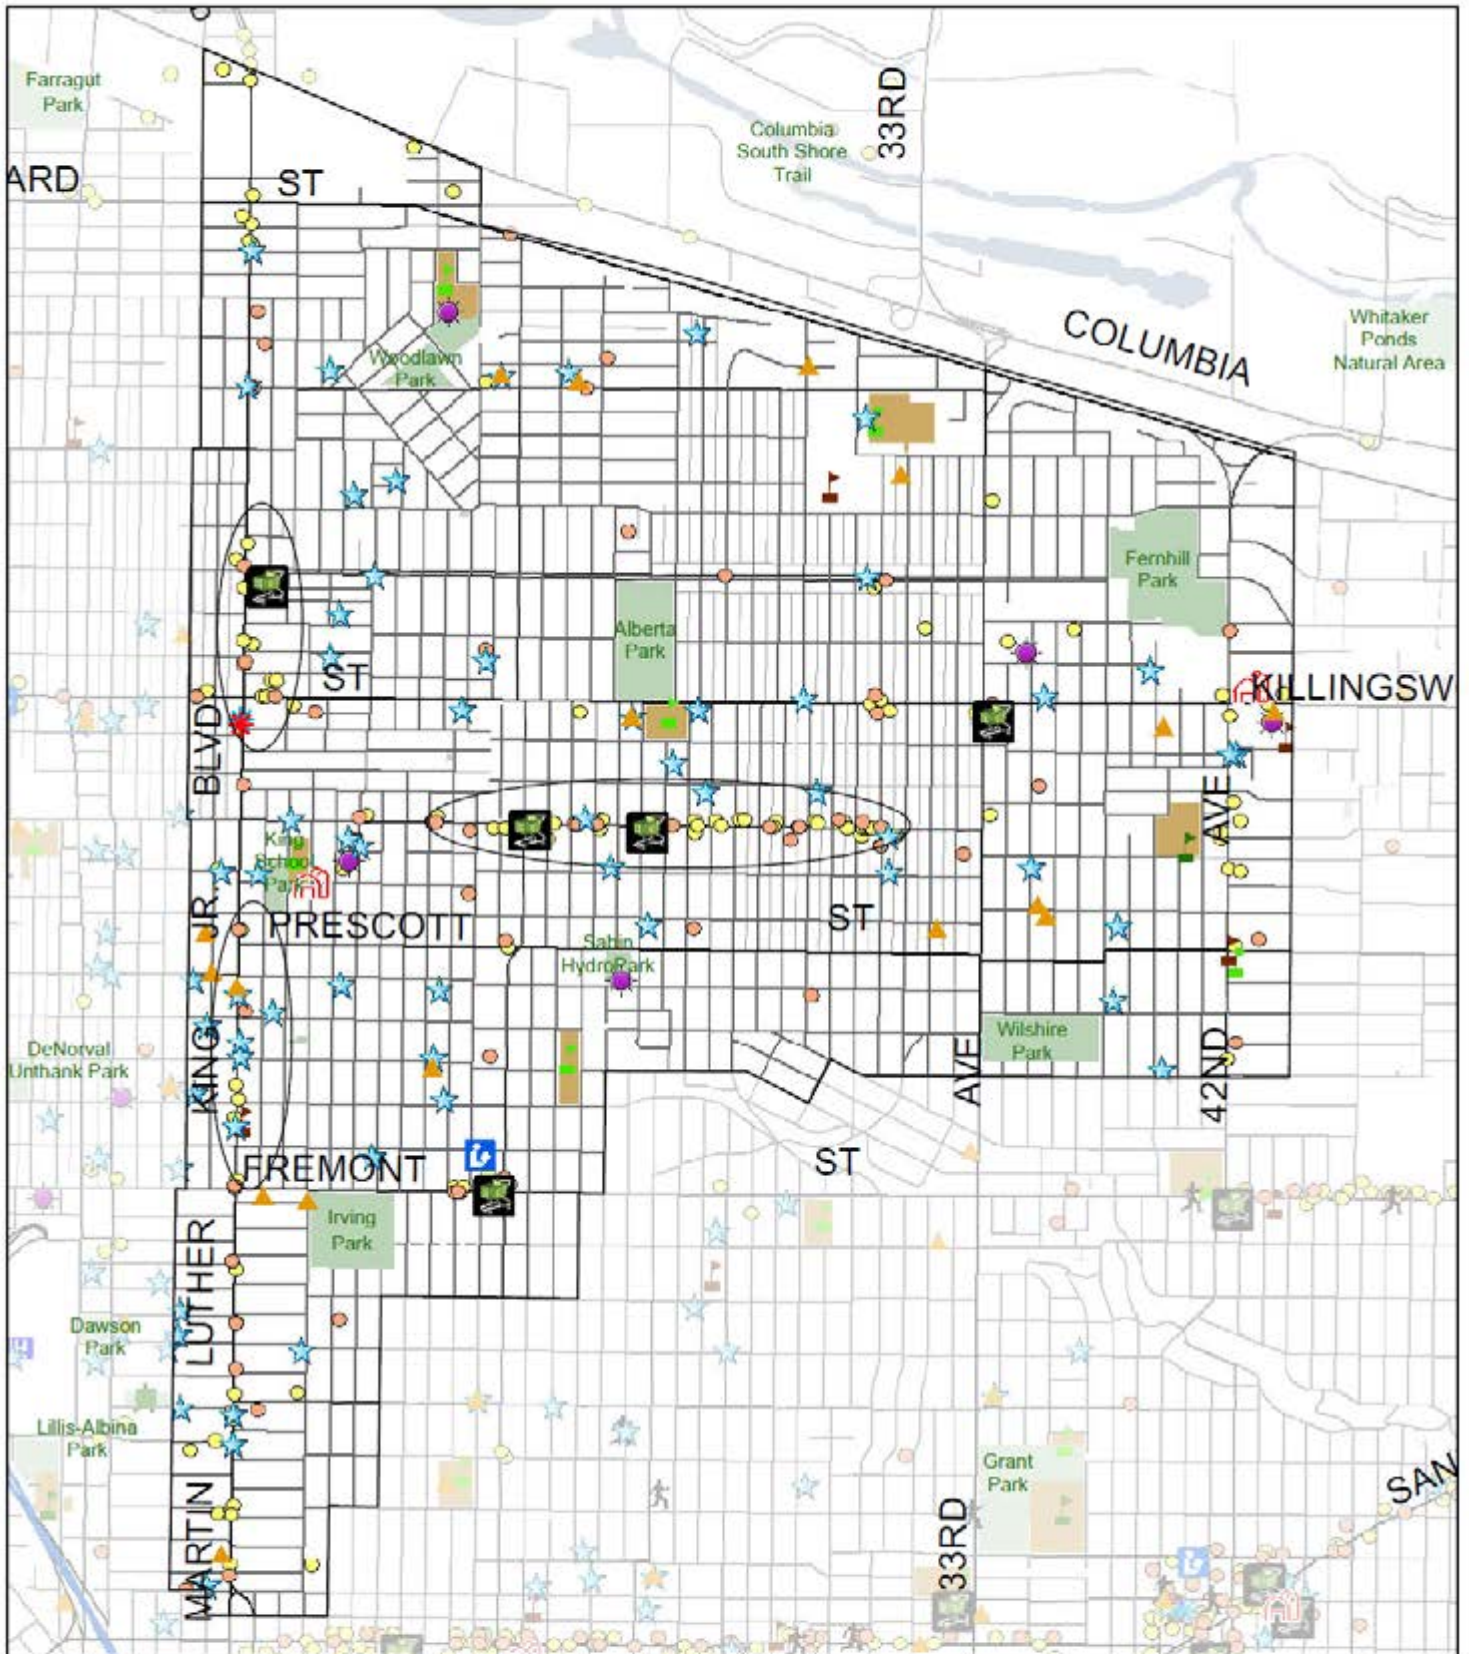 Farragut
Park
33RD
Columbia
South Shore
Trail
ARD
ST
COLUMBIA
Whitaker
Ponds
Natural Area
Woodlawn
Park
Fernhill
Park
Alberta
Park
ST
KILLINGSW
BLVD
AVE
King
School
Park
JR.
PRESCOTT
ST
Sabin
HydroPark
DeNorval
Unthank Park
KING
Wilshire
Park
AVE
42ND
FREMONT
ST
Irving
Park
LUTHER
Dawson
Park
Lillis-Albina
Park
Grant
Park
SAN
MARTIN
33RD